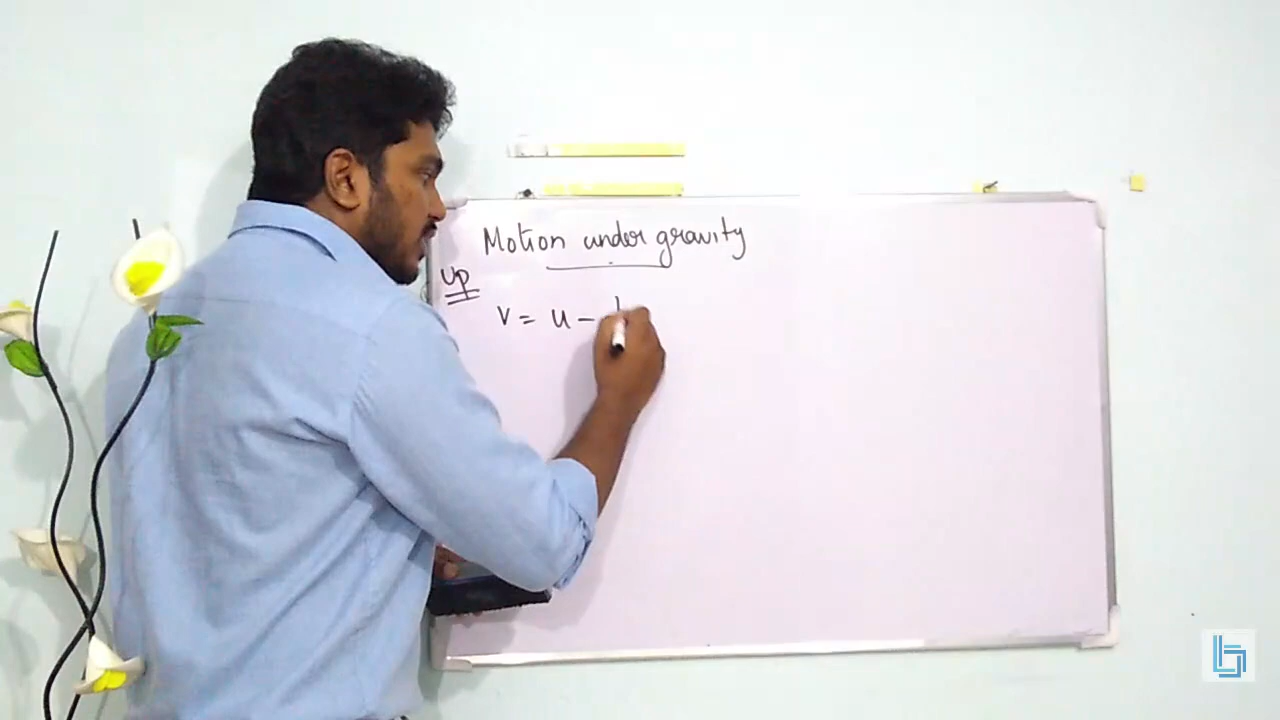 Motion under gravity
Up
v = u -